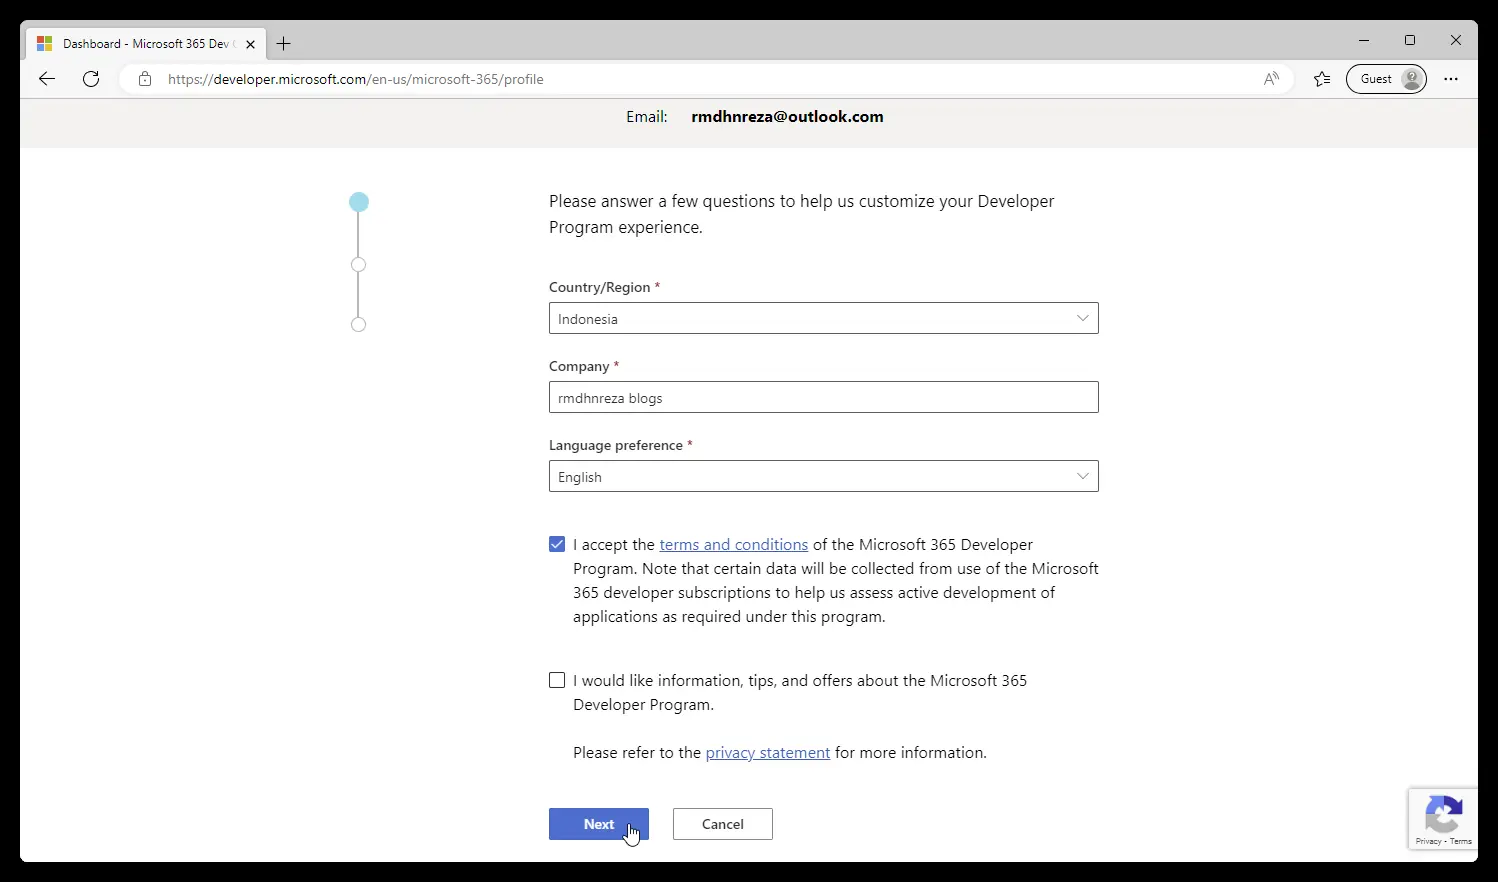 Dashboard - Microsoft 365 Dev
https://developer.microsoft.com/en-us/microsoft-365/profile
Guest
Email: rmdhnreza@outlook.com
Please answer a few questions to help us customize your Developer
Program experience.
Country/Region *
Indonesia
Company *
rmdhnreza blogs
Language preference *
English
I accept the terms and conditions of the Microsoft 365 Developer
Program. Note that certain data will be collected from use of the Microsoft
365 developer subscriptions to help us assess active development of
applications as required under this program.
I would like information, tips, and offers about the Microsoft 365
Developer Program.
Please refer to the privacy statement for more information.
Next Cancel
Privacy - Terms